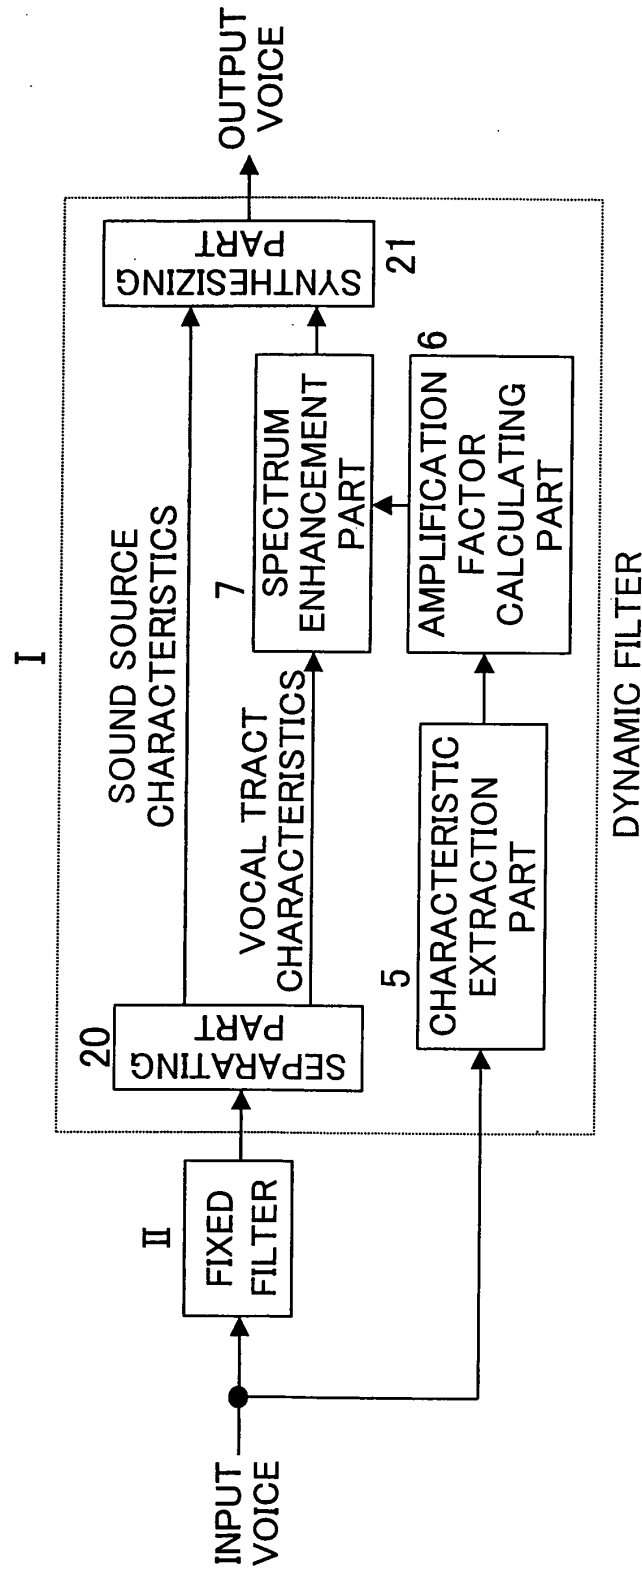 INPUT
VOICE
II
FIXED
FILTER
I
20
SEPARATING
PART
SOUND SOURCE
CHARACTERISTICS
VOCAL TRACT
CHARACTERISTICS
7
SPECTRUM
ENHANCEMENT
PART
SYNTHESIZING
PART
21
OUTPUT
VOICE
5
CHARACTERISTIC
EXTRACTION
PART
6
AMPLIFICATION
FACTOR
CALCULATING
PART
DYNAMIC FILTER